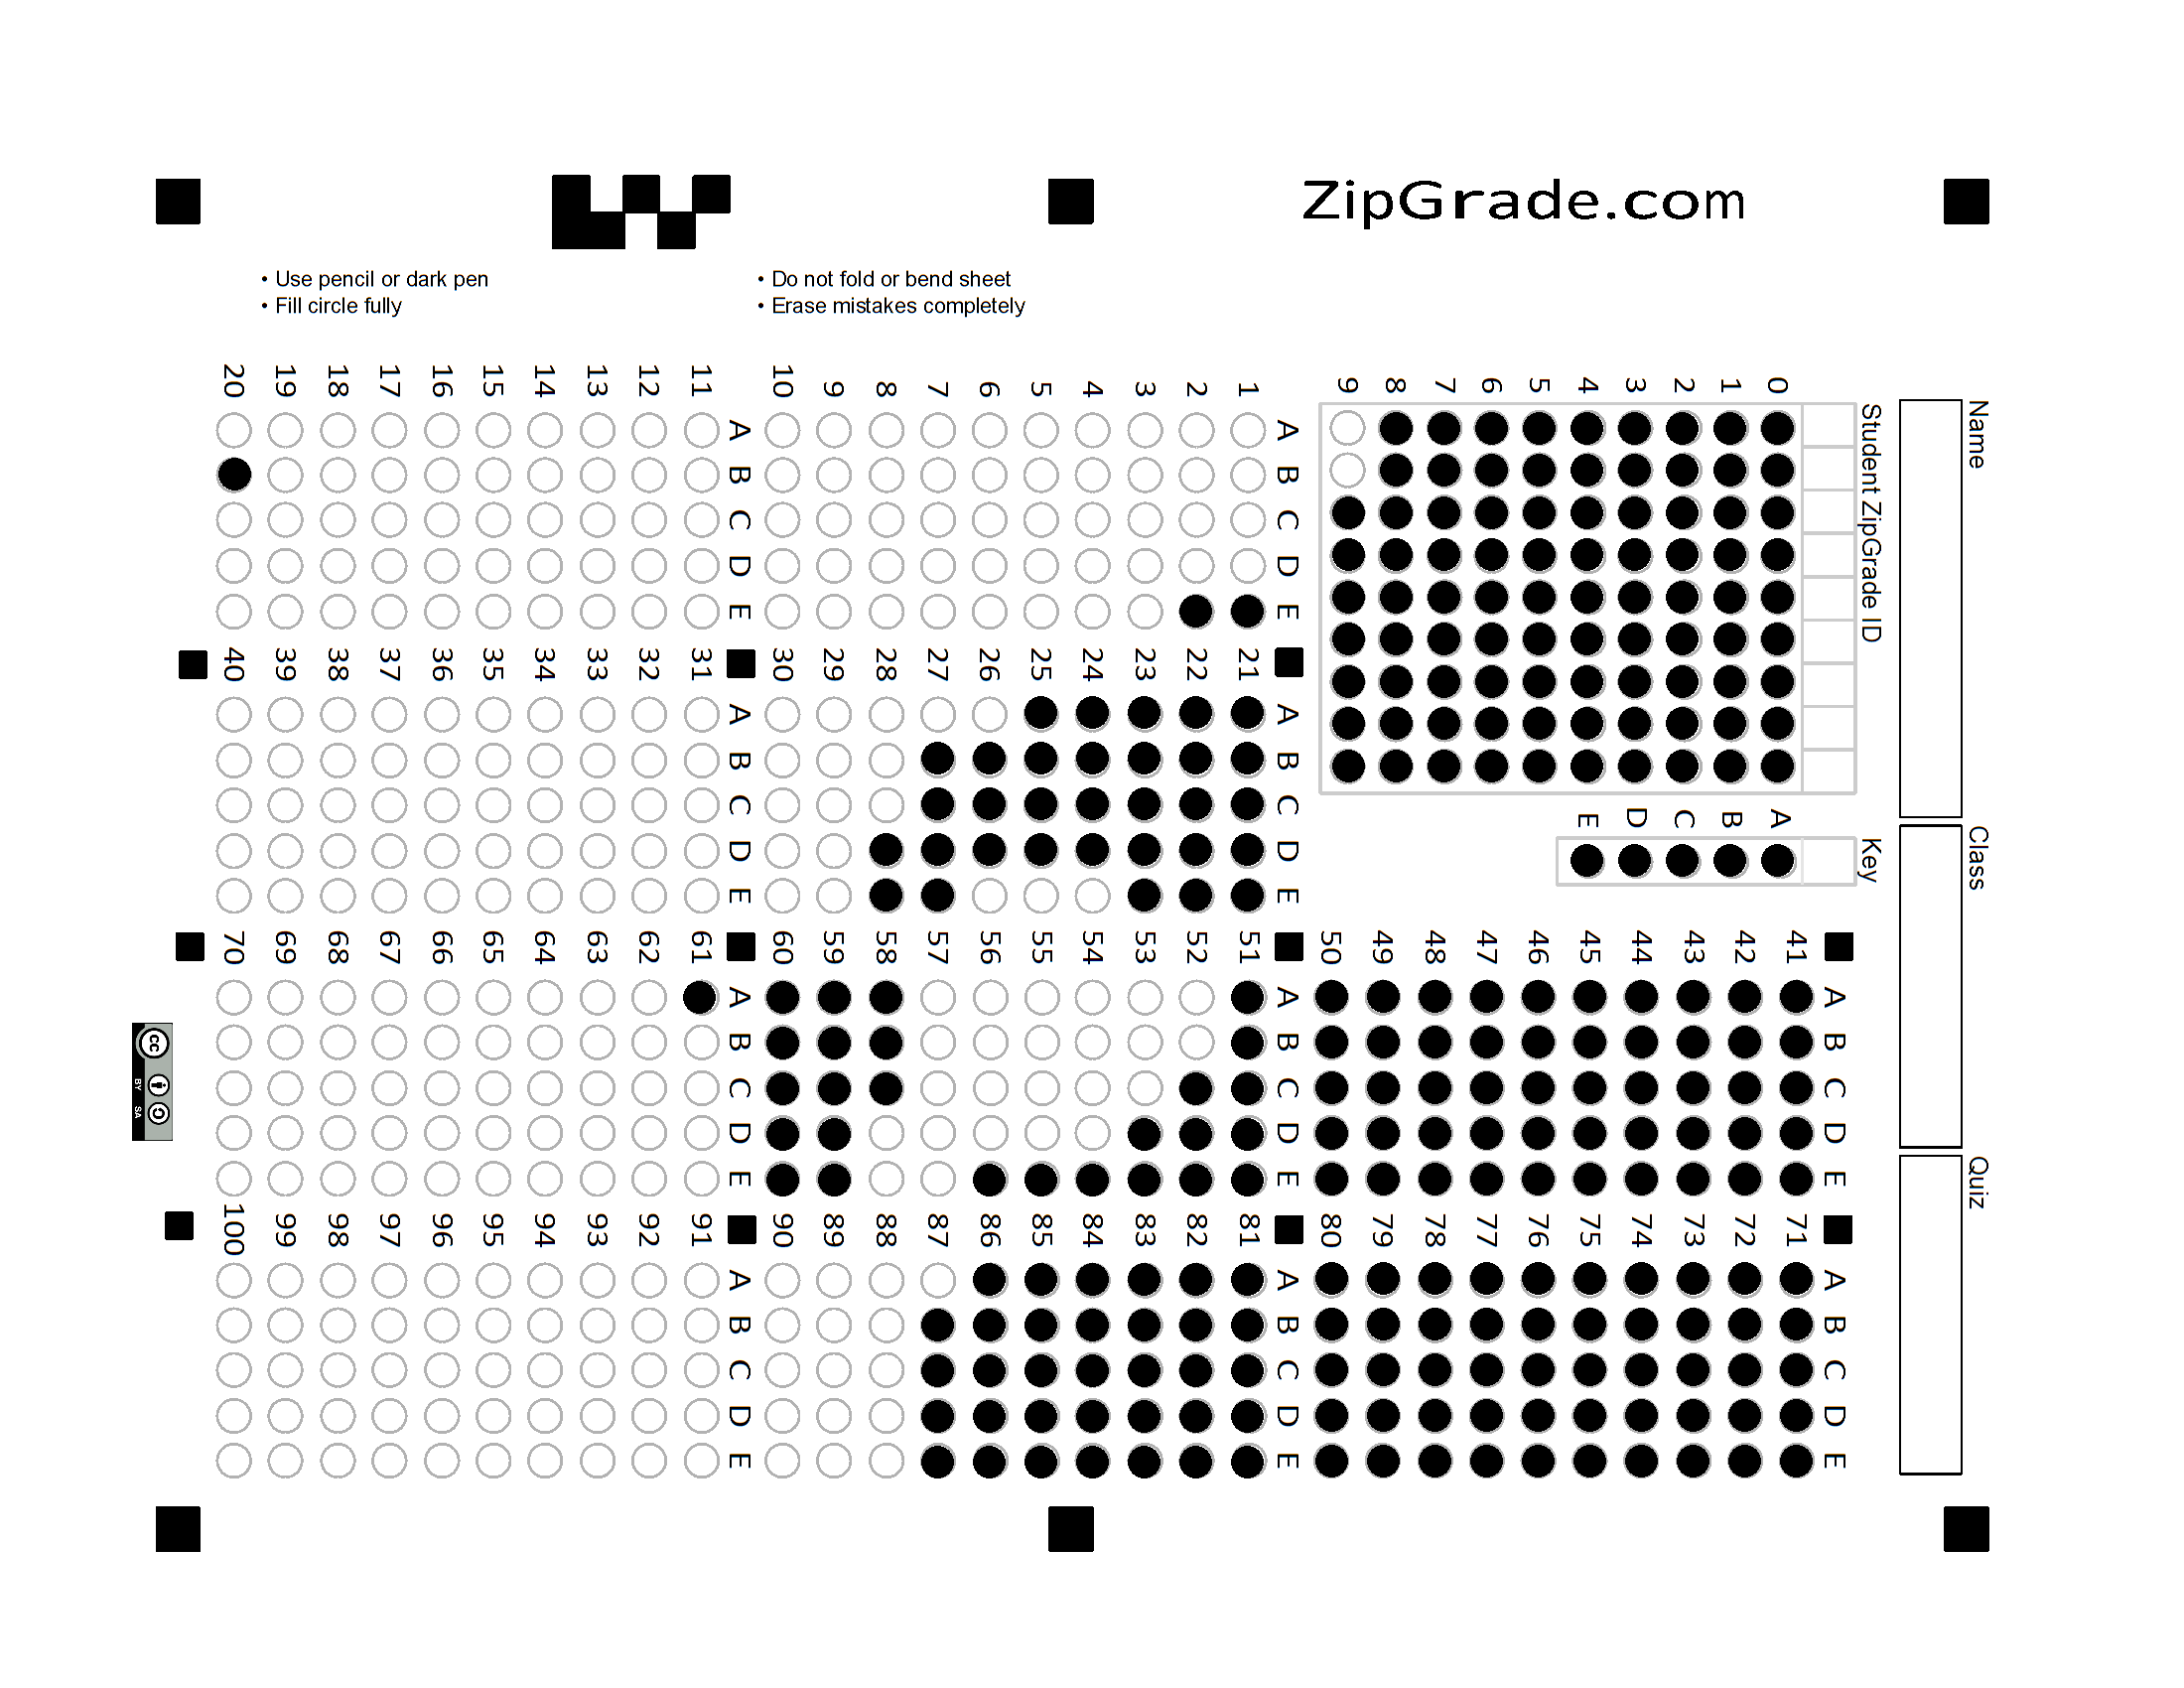 ZipGrade.com
• Use pencil or dark pen
• Fill circle fully
• Do not fold or bend sheet
• Erase mistakes completely
Name
Class
Quiz
Student ZipGrade ID
0 1 2 3 4 5 6 7 8 9
Key
A B C D E
1 2 3 4 5 6 7 8 9 10
A B C D E
11 12 13 14 15 16 17 18 19 20
A B C D E
21 22 23 24 25 26 27 28 29 30
A B C D E
31 32 33 34 35 36 37 38 39 40
A B C D E
41 42 43 44 45 46 47 48 49 50
A B C D E
51 52 53 54 55 56 57 58 59 60
A B C D E
61 62 63 64 65 66 67 68 69 70
A B C D E
71 72 73 74 75 76 77 78 79 80
A B C D E
81 82 83 84 85 86 87 88 89 90
A B C D E
91 92 93 94 95 96 97 98 99 100
A B C D E
cc
BY SA